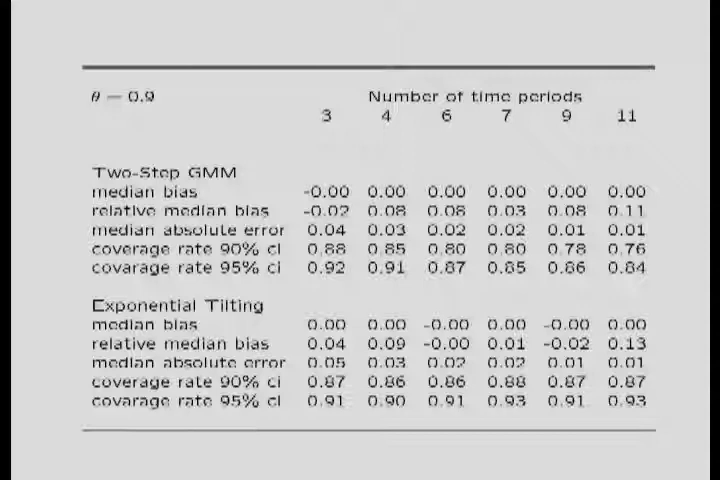 θ = 0.9 Number of time periods
3 4 6 7 9 11
Two-Step GMM
median bias -0.00 0.00 0.00 0.00 0.00 0.00
relative median bias -0.02 0.08 0.08 0.03 0.08 0.11
median absolute error 0.04 0.03 0.02 0.02 0.01 0.01
coverage rate 90% ci 0.88 0.85 0.80 0.80 0.78 0.76
covarage rate 95% ci 0.92 0.91 0.87 0.85 0.86 0.84
Exponential Tilting
median bias 0.00 0.00 -0.00 0.00 -0.00 0.00
relative median bias 0.04 0.09 -0.00 0.01 -0.02 0.13
median absolute error 0.05 0.03 0.02 0.02 0.01 0.01
coverage rate 90% ci 0.87 0.86 0.86 0.88 0.87 0.87
covarage rate 95% ci 0.91 0.90 0.91 0.93 0.91 0.93